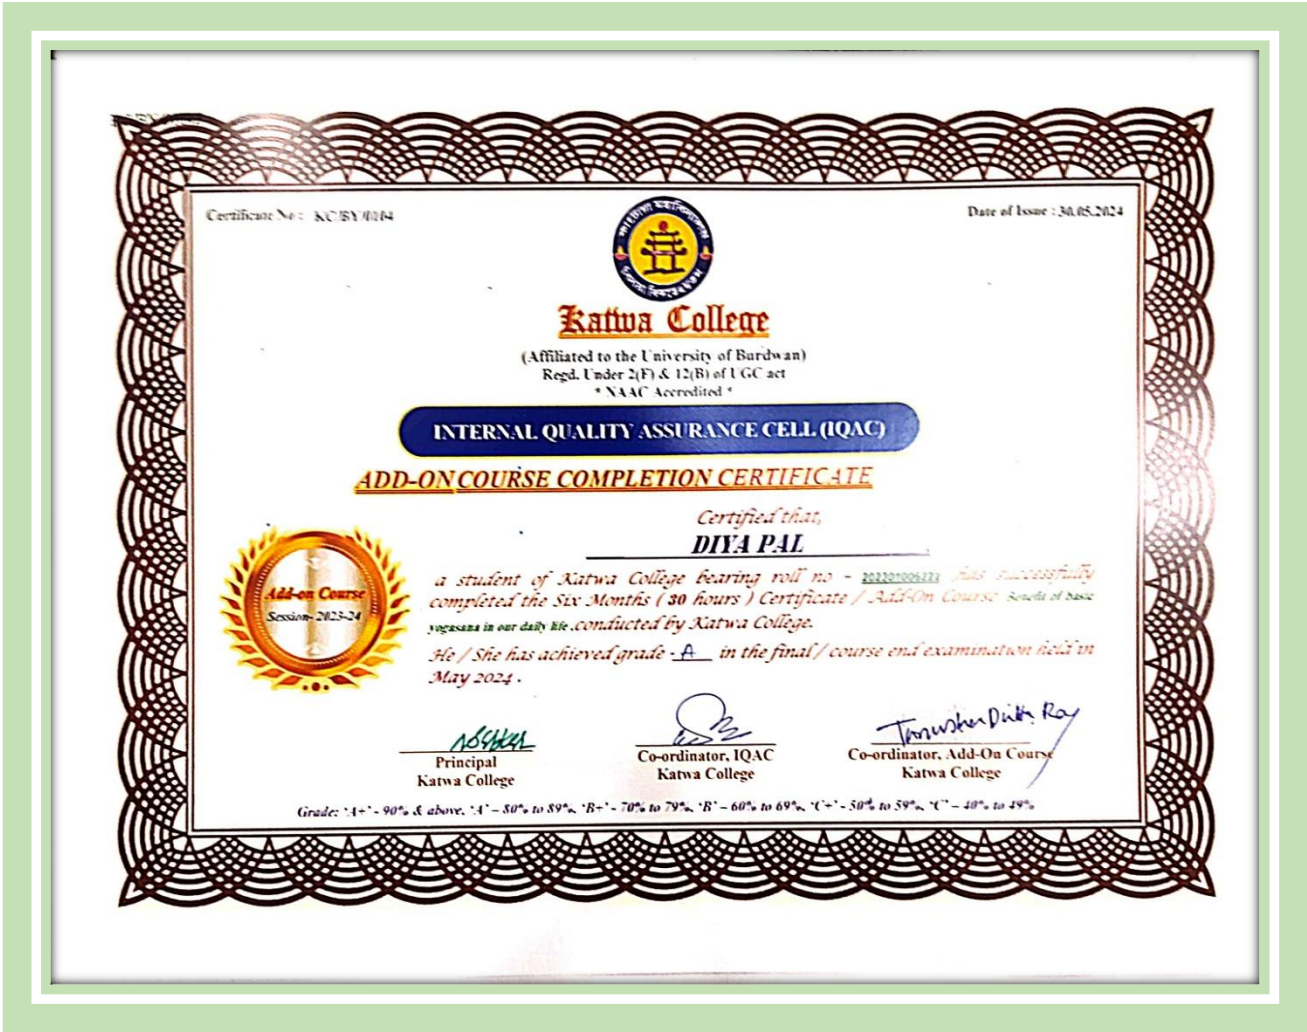 Certificate No : KC/BY/0104
Date of Issue : 30.05.2024
Katwa College
(Affiliated to the University of Burdwan)
Regd. Under 2(F) & 12(B) of UGC act
* NAAC Accredited *
INTERNAL QUALITY ASSURANCE CELL (IQAC)
ADD-ON COURSE COMPLETION CERTIFICATE
Certified that,
DIYA PAL
Add-on Course
Session- 2023-24
a student of Katwa College bearing roll no - has successfully
completed the Six Months ( 30 hours ) Certificate / Add-On Course Benefit of basic
yogasana in our daily life .conducted by Katwa College.
He / She has achieved grade - A in the final / course end examination held in
May 2024 .
Principal
Katwa College
Co-ordinator, IQAC
Katwa College
Co-ordinator, Add-On Course
Katwa College
Grade: 'A+' - 90% & above, 'A' – 80% to 89%, 'B+' - 70% to 79%, 'B' – 60% to 69%, 'C+' - 50% to 59%, 'C' – 40% to 49%